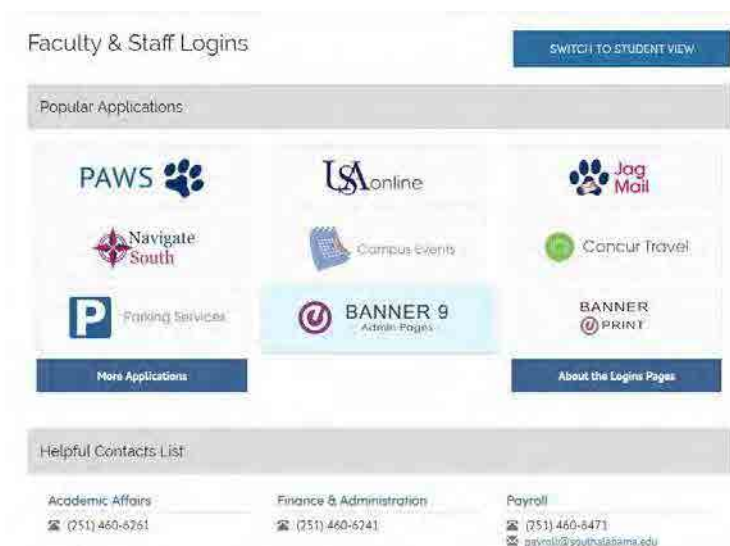 Faculty & Staff Logins
SWITCH TO STUDENT VIEW
Popular Applications
PAWS
USA online
Jag
Mail
Navigate
South
Campus Events
Concur Travel
P
Parking Services
BANNER 9
Admin Pages
BANNER
e PRINT
More Applications
About the Logins Pages
Helpful Contacts List
Academic Affairs
Finance & Administration
Payroll
(251) 460-6261
(251) 460-6241
(251) 460-6471
payroll@southalabama.edu